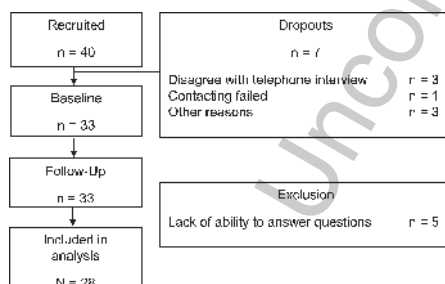 Recruited
n = 40
Dropouts
n = 7
Disagree with telephone interview n = 3
Contacting failed n = 1
Other reasons n = 3
Baseline
n = 33
Follow-Up
n = 33
Exclusion
Lack of ability to answer questions n = 5
Included in
analysis
N = 28
Uncor